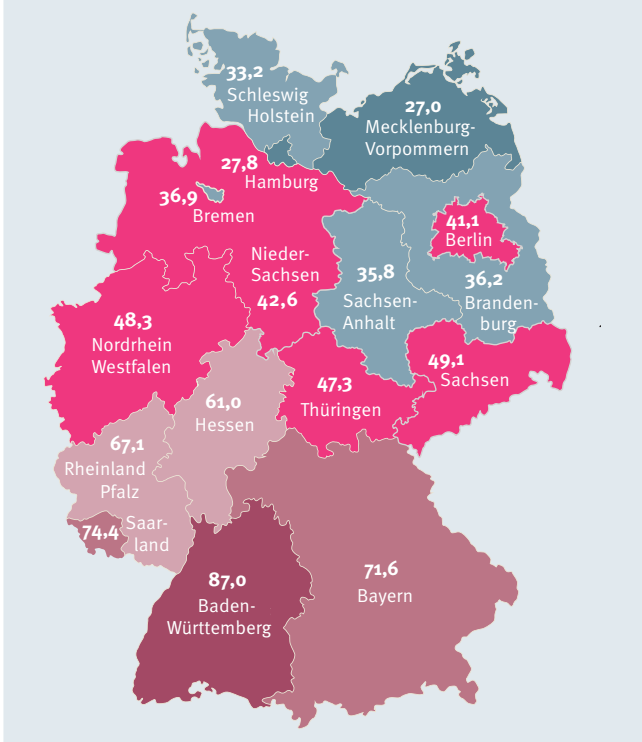 33,2
Schleswig
Holstein
27,0
Mecklenburg-
Vorpommern
27,8
Hamburg
36,9
Bremen
41,1
Berlin
Nieder-
Sachsen
42,6
35,8
Sachsen-
Anhalt
36,2
Branden-
burg
48,3
Nordrhein
Westfalen
49,1
Sachsen
47,3
Thüringen
61,0
Hessen
67,1
Rheinland
Pfalz
74,4
Saar-
land
87,0
Baden-
Württemberg
71,6
Bayern